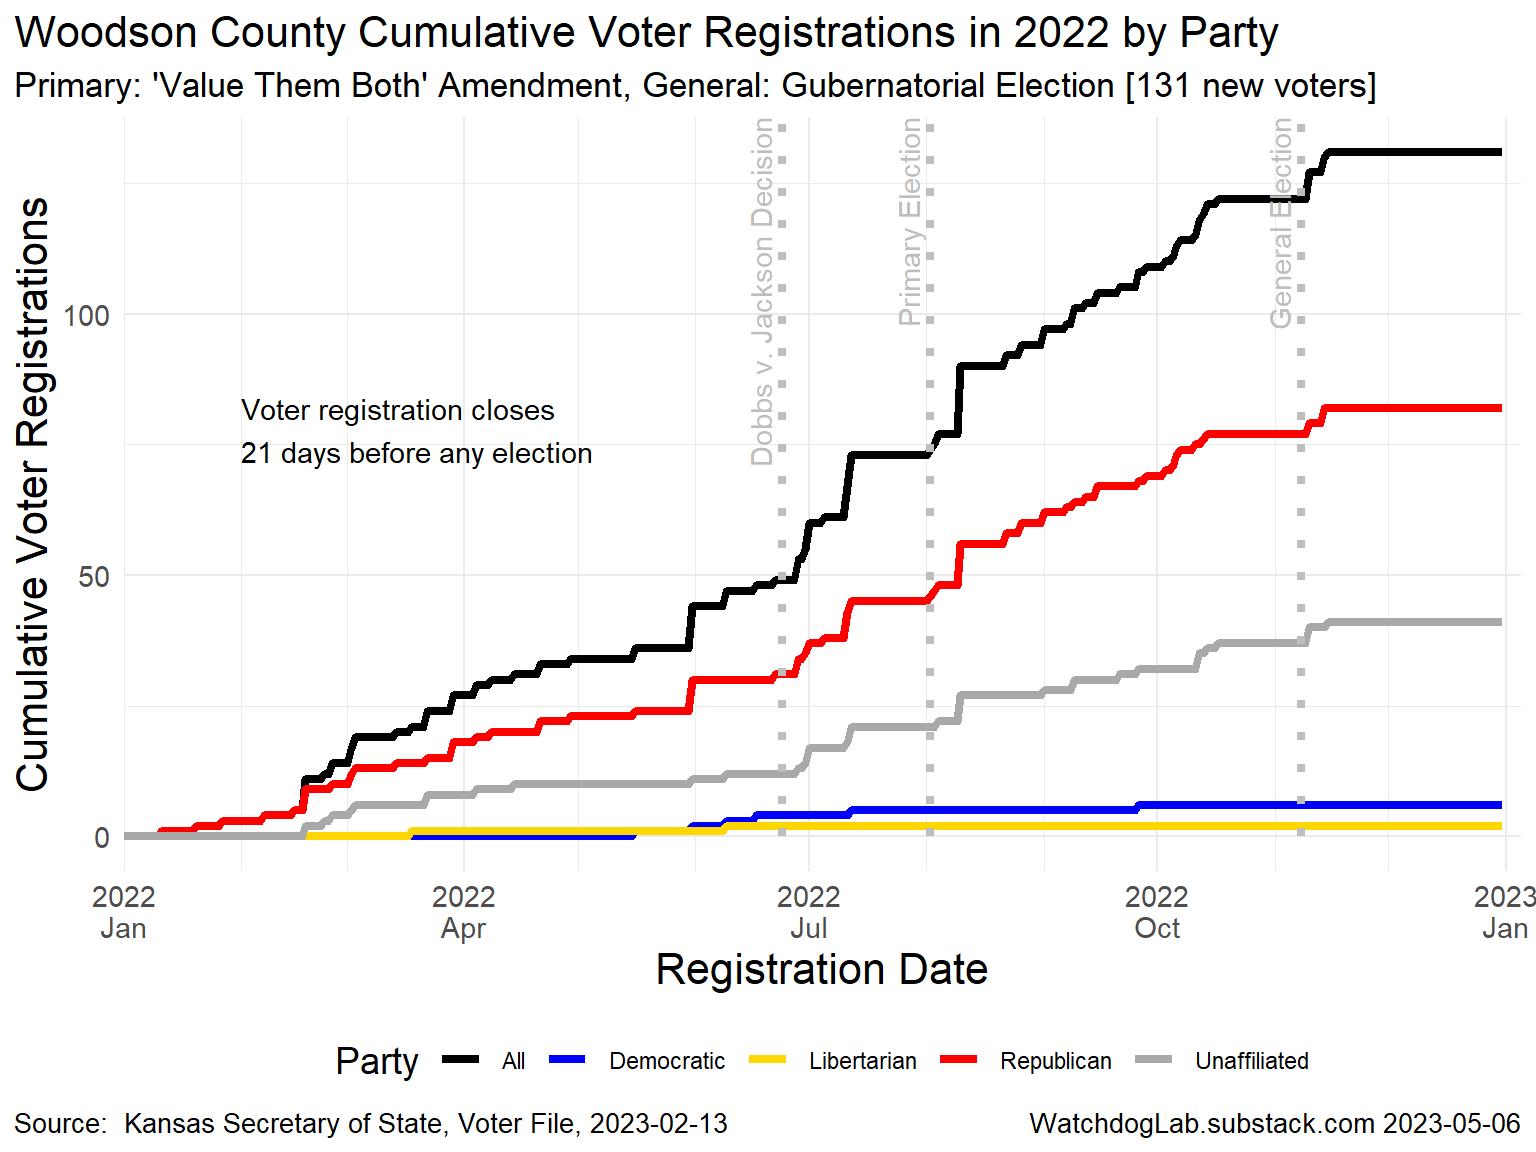 Woodson County Cumulative Voter Registrations in 2022 by Party
Primary: 'Value Them Both' Amendment, General: Gubernatorial Election [131 new voters]
Cumulative Voter Registrations
100
50
0
Dobbs v. Jackson Decision
Primary Election
General Election
Voter registration closes
21 days before any election
2022
Jan
2022
Apr
2022
Jul
2022
Oct
2023
Jan
Registration Date
Party
All
Democratic
Libertarian
Republican
Unaffiliated
Source:  Kansas Secretary of State, Voter File, 2023-02-13
WatchdogLab.substack.com 2023-05-06